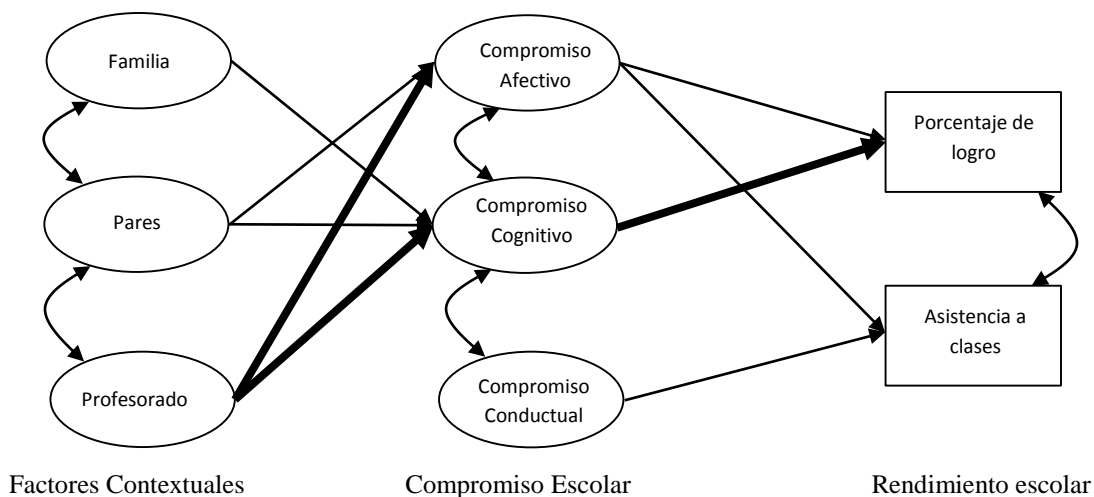 Familia
Pares
Profesorado
Compromiso
Afectivo
Compromiso
Cognitivo
Compromiso
Conductual
Porcentaje de
logro
Asistencia a
clases
Factores Contextuales
Compromiso Escolar
Rendimiento escolar